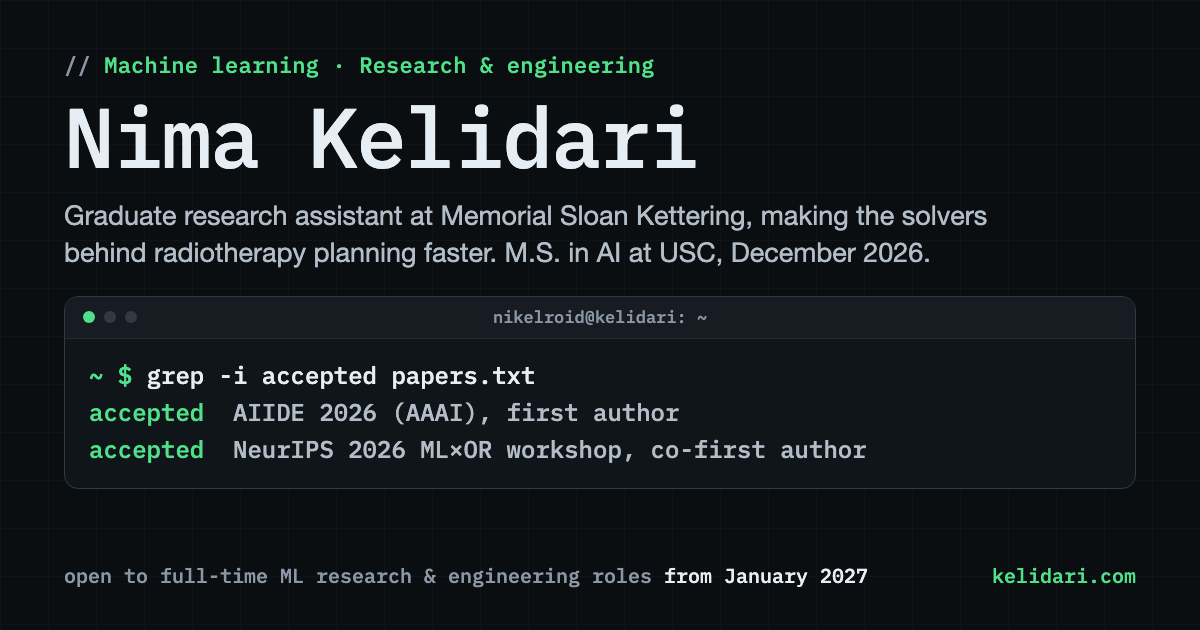 // Machine learning · Research & engineering
Nima Kelidari
Graduate research assistant at Memorial Sloan Kettering, making the solvers
behind radiotherapy planning faster. M.S. in AI at USC, December 2026.
nikelroid@kelidari: ~
~ $ grep -i accepted papers.txt
accepted  AIIDE 2026 (AAAI), first author
accepted  NeurIPS 2026 ML×OR workshop, co-first author
open to full-time ML research & engineering roles from January 2027
kelidari.com